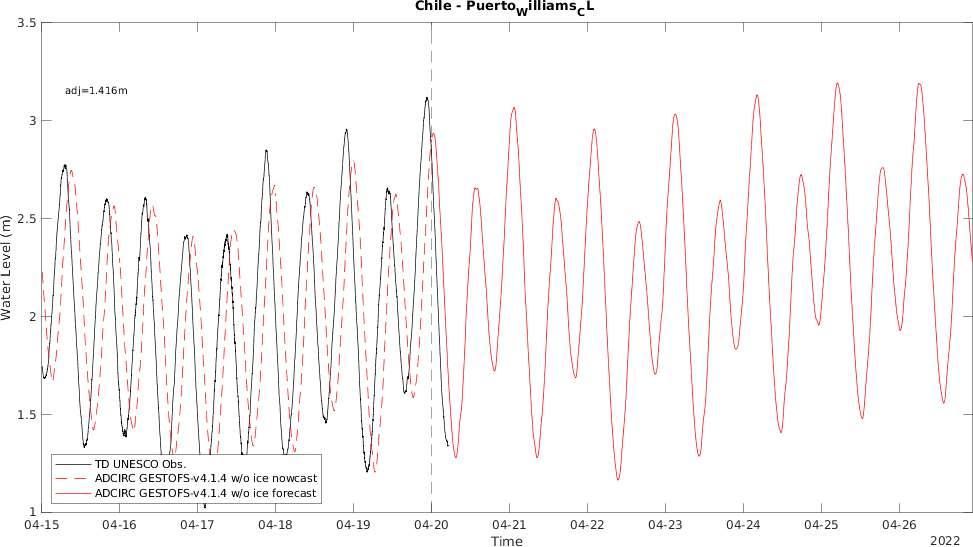 Chile - Puerto_Williams_CL
3.5
adj=1.416m
3
2.5
Water Level (m)
2
1.5
TD UNESCO Obs.
ADCIRC GESTOFS-v4.1.4 w/o ice nowcast
ADCIRC GESTOFS-v4.1.4 w/o ice forecast
1
04-15 04-16 04-17 04-18 04-19 04-20 04-21 04-22 04-23 04-24 04-25 04-26
Time
2022